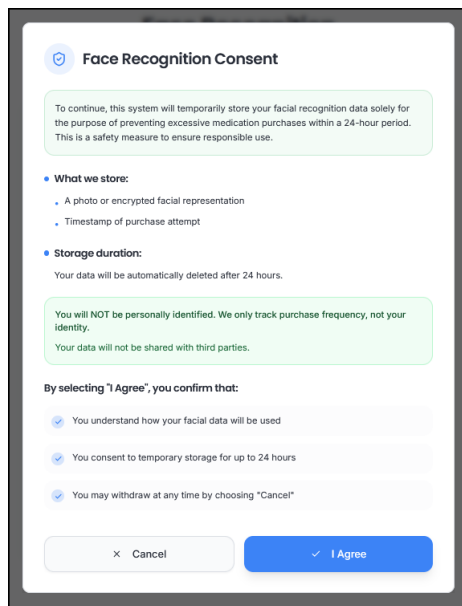 Face Recognition
Face Recognition Consent
To continue, this system will temporarily store your facial recognition data solely for
the purpose of preventing excessive medication purchases within a 24-hour period.
This is a safety measure to ensure responsible use.
What we store:
A photo or encrypted facial representation
Timestamp of purchase attempt
Storage duration:
Your data will be automatically deleted after 24 hours.
You will NOT be personally identified. We only track purchase frequency, not your
identity.
Your data will not be shared with third parties.
By selecting "I Agree", you confirm that:
You understand how your facial data will be used
You consent to temporary storage for up to 24 hours
You may withdraw at any time by choosing "Cancel"
Cancel
I Agree